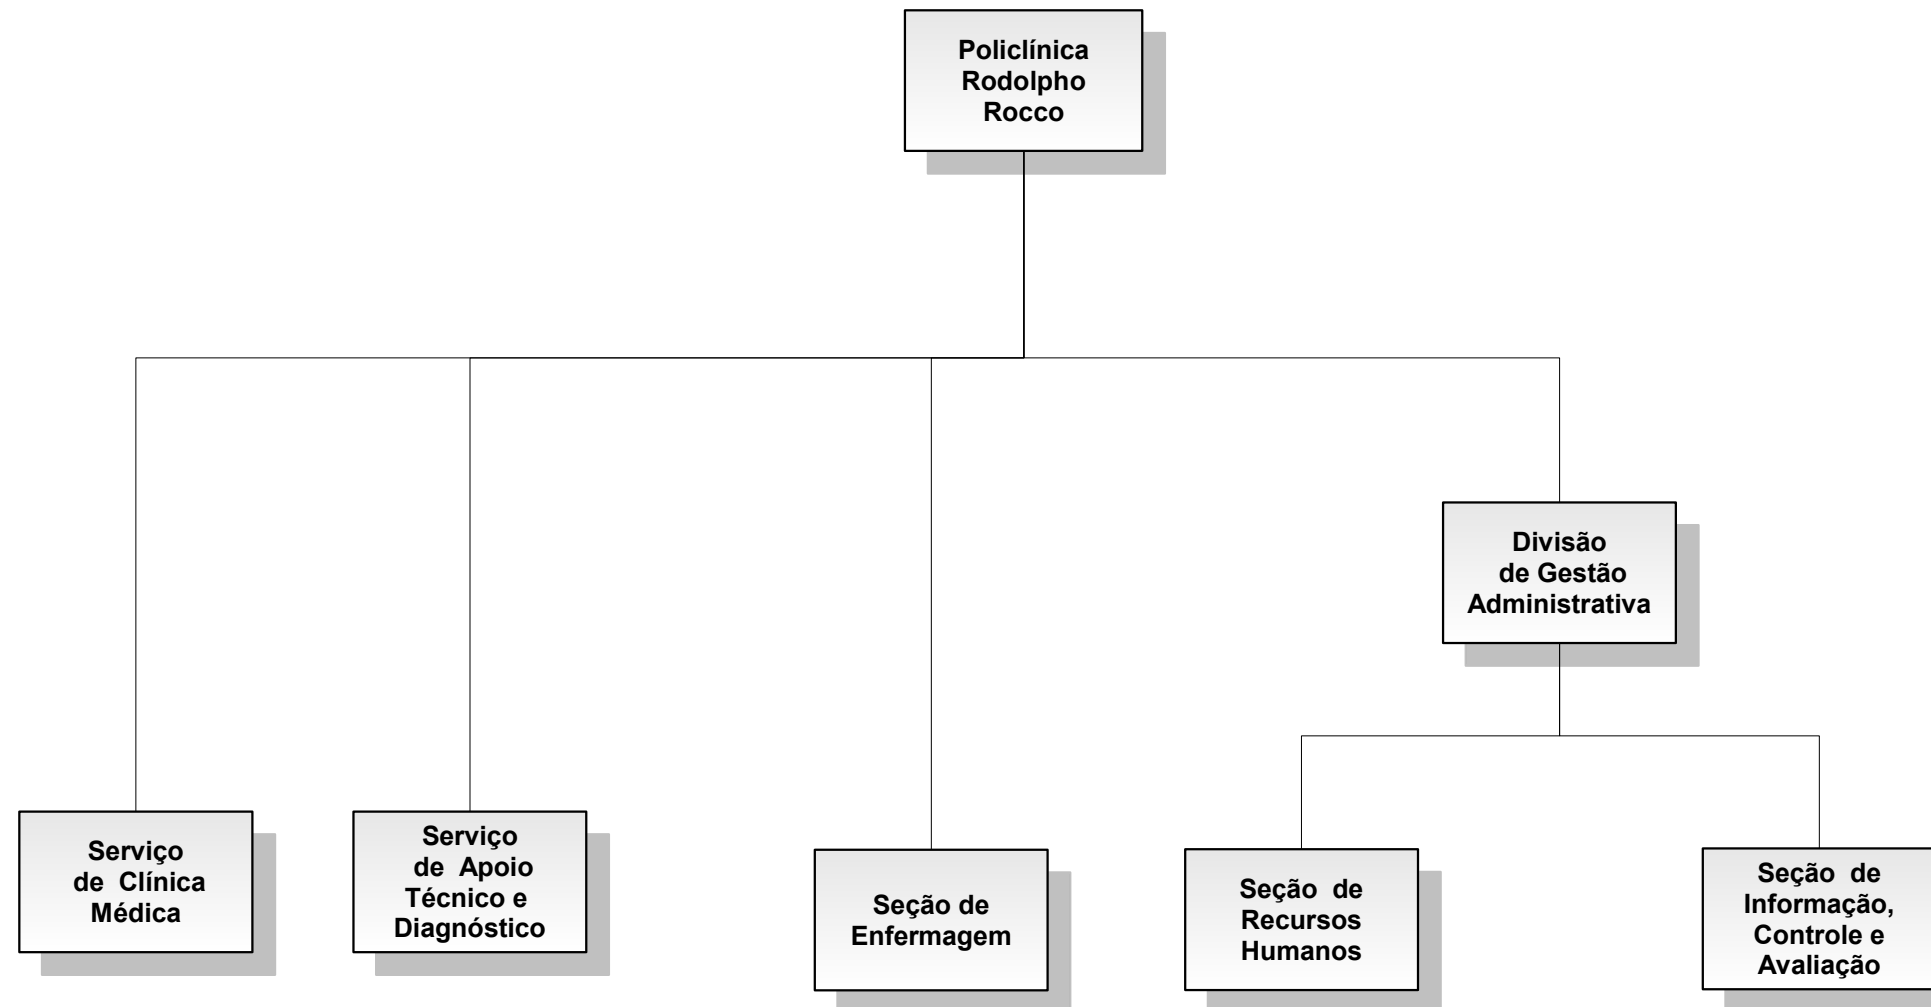 Policlínica
Rodolpho
Rocco
Divisão
de Gestão
Administrativa
Serviço
de Clínica
Médica
Serviço
de Apoio
Técnico e
Diagnóstico
Seção de
Enfermagem
Seção de
Recursos
Humanos
Seção de
Informação,
Controle e
Avaliação